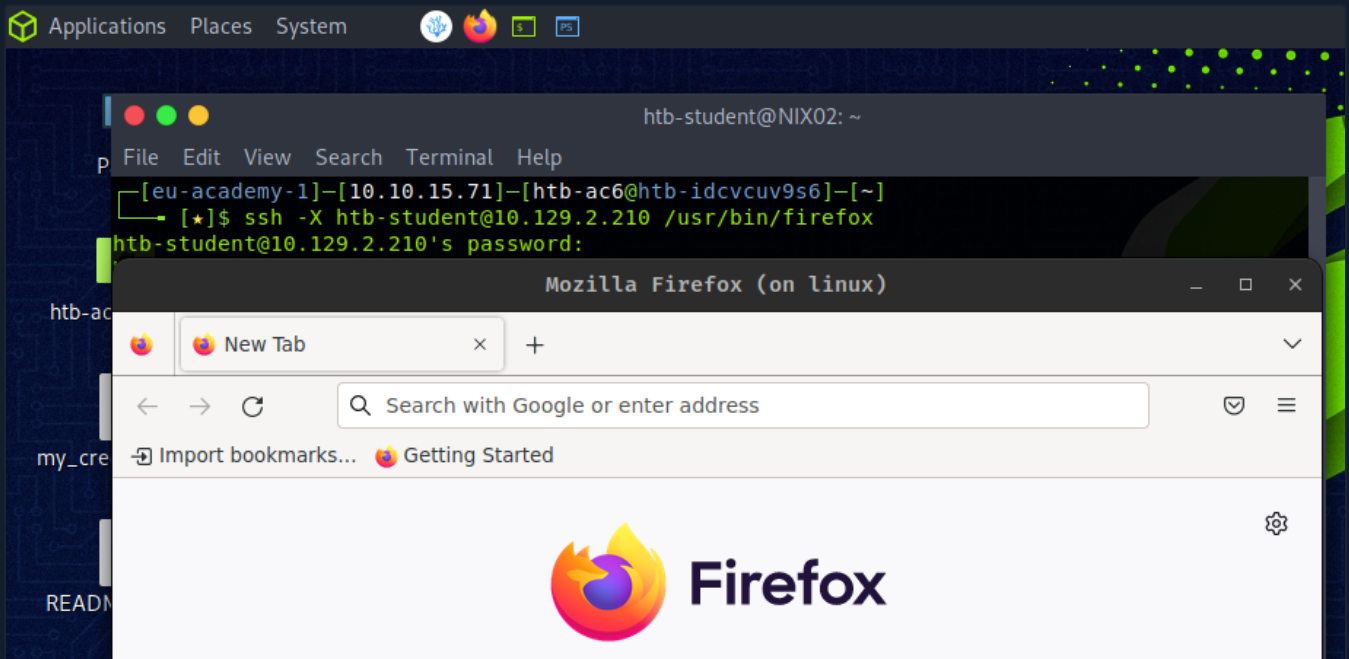 Applications Places System
htb-student@NIX02: ~
P
File Edit View Search Terminal Help
[eu-academy-1]─[10.10.15.71]─[htb-ac6@htb-idcvcuv9s6]─[~]
[★]$ ssh -X htb-student@10.129.2.210 /usr/bin/firefox
htb-student@10.129.2.210's password:
Mozilla Firefox (on linux)
htb-ac
New Tab
Search with Google or enter address
my_cre
Import bookmarks... Getting Started
Firefox
READ